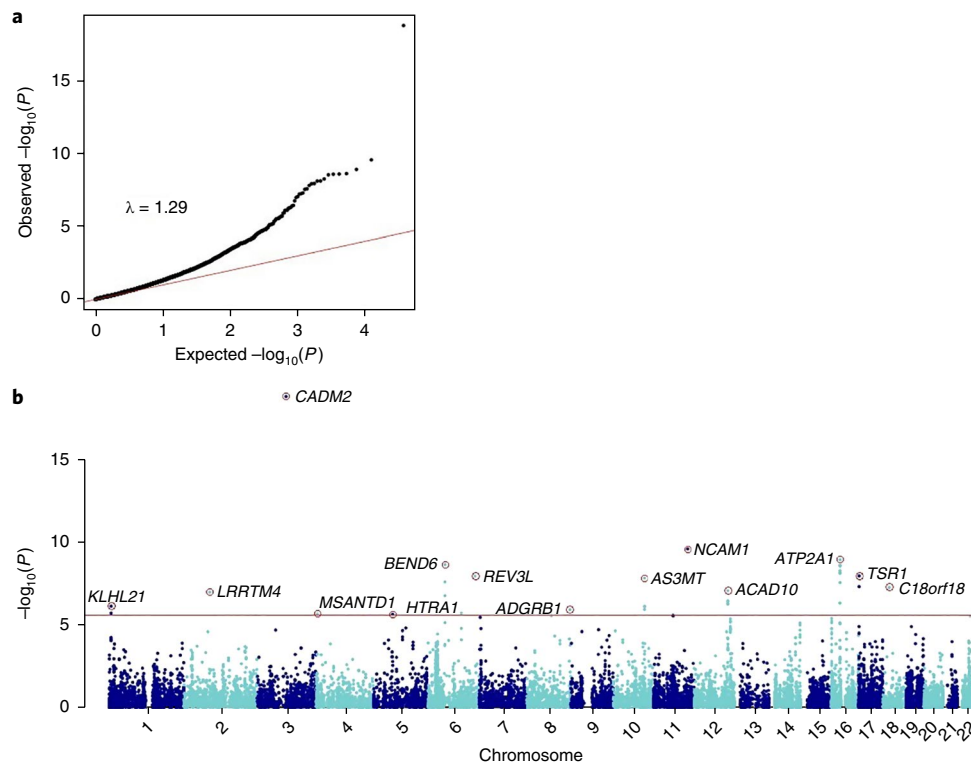 a
Observed –log10(P)
15
10
5
0
λ = 1.29
0 1 2 3 4
Expected –log10(P)
b
CADM2
–log10(P)
15
10
5
0
KLHL21
LRRTM4
MSANTD1
HTRA1
BEND6
REV3L
ADGRB1
AS3MT
NCAM1
ACAD10
ATP2A1
TSR1
C18orf18
1 2 3 4 5 6 7 8 9 10 11 12 13 14 15 16 17 18 19 20 21 22
Chromosome